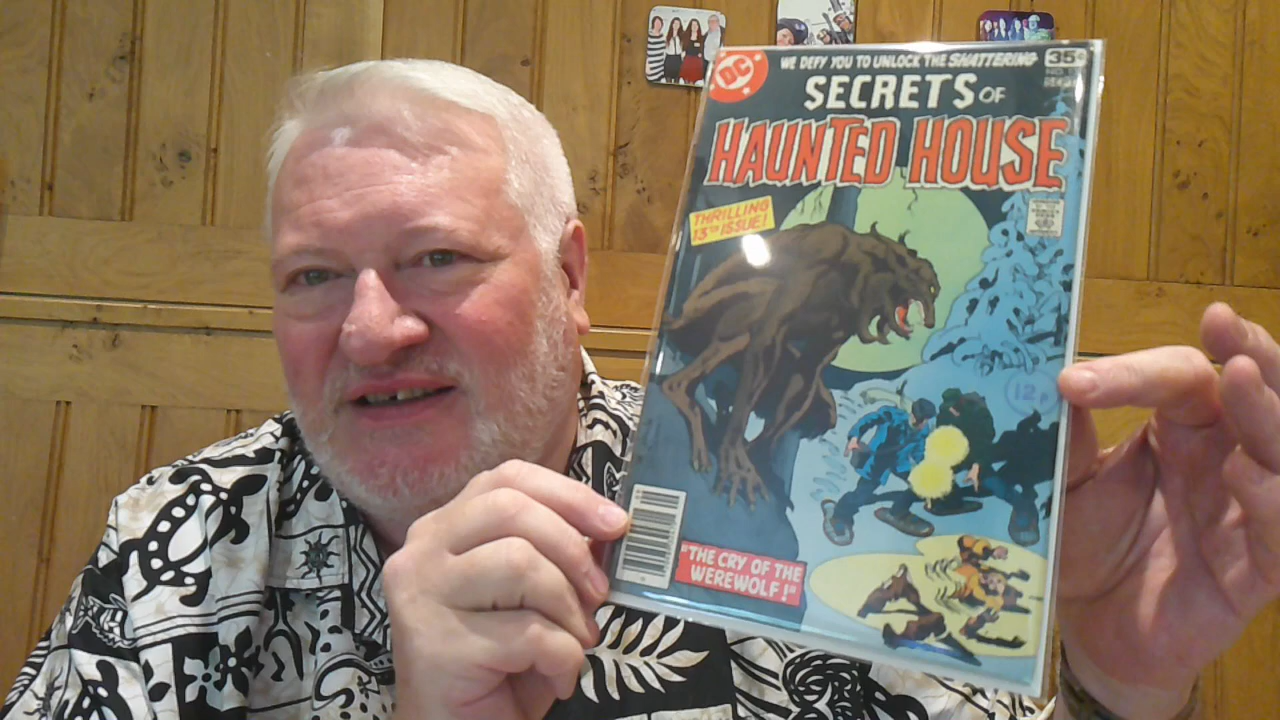 DC
WE DEFY YOU TO UNLOCK THE SHATTERING
35¢
SECRETS OF
HAUNTED HOUSE
THRILLING
13TH ISSUE!
12p
"THE CRY OF THE
WEREWOLF!"